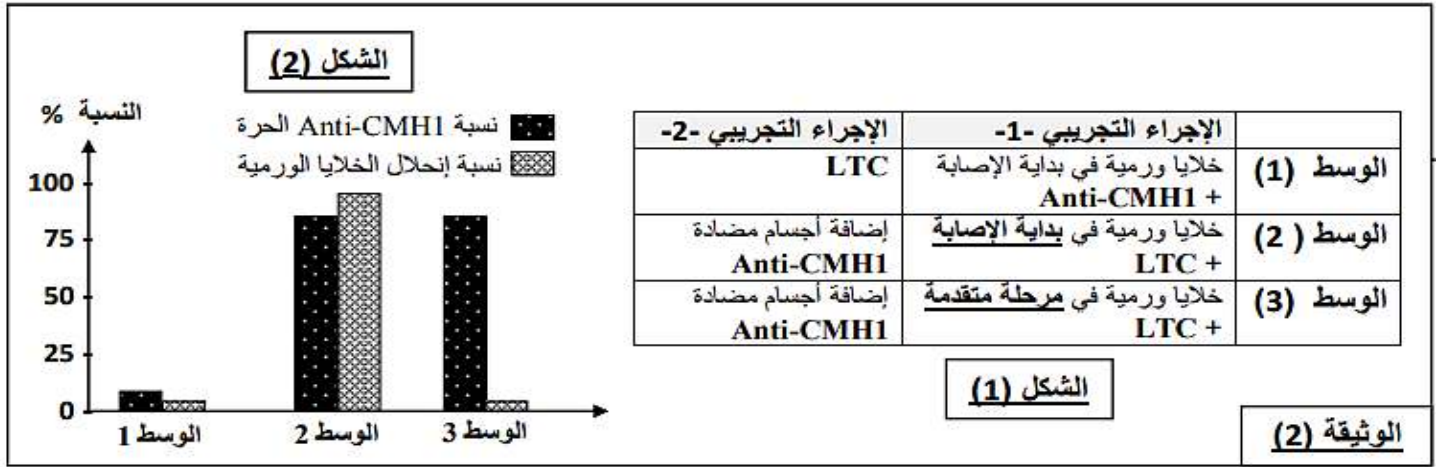 الشكل (2)
النسبة %
نسبة Anti-CMH1 الحرة
نسبة إنحلال الخلايا الورمية
100
75
50
25
0
الوسط 1
الوسط 2
الوسط 3
الإجراء التجريبي -1-
الإجراء التجريبي -2-
الوسط (1)
خلايا ورمية في بداية الإصابة
+ Anti-CMH1
LTC
الوسط ( 2)
خلايا ورمية في بداية الإصابة
+ LTC
إضافة أجسام مضادة
Anti-CMH1
الوسط (3)
خلايا ورمية في مرحلة متقدمة
+ LTC
إضافة أجسام مضادة
Anti-CMH1
الشكل (1)
الوثيقة (2)